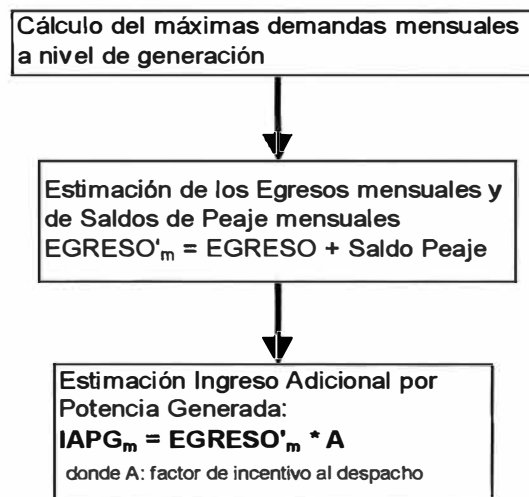 Cálculo del máximas demandas mensuales
a nivel de generación
Estimación de los Egresos mensuales y
de Saldos de Peaje mensuales
EGRESO'm = EGRESO + Saldo Peaje
Estimación Ingreso Adicional por
Potencia Generada:
IAPGm = EGRESO'm * A
donde A: factor de incentivo al despacho